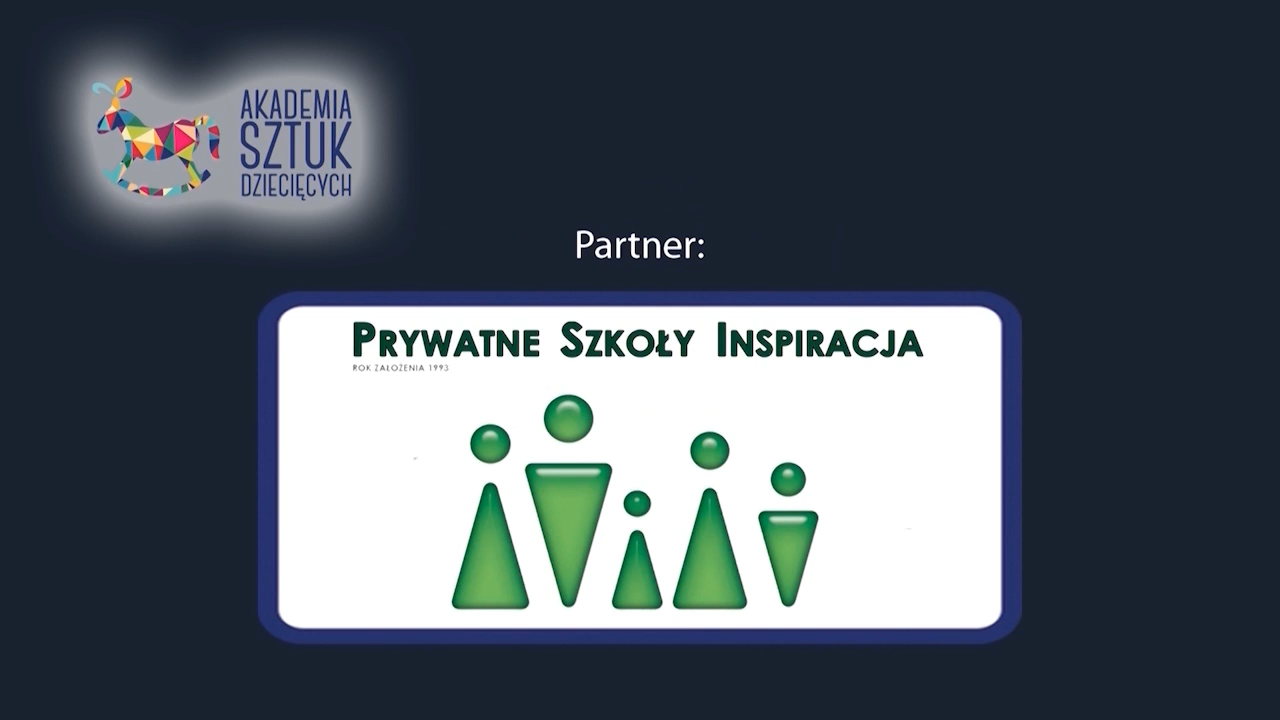 AKADEMIA
SZTUK
DZIECIĘCYCH
Partner:
PRYWATNE SZKOŁY INSPIRACJA
ROK ZAŁOŻENIA 1993